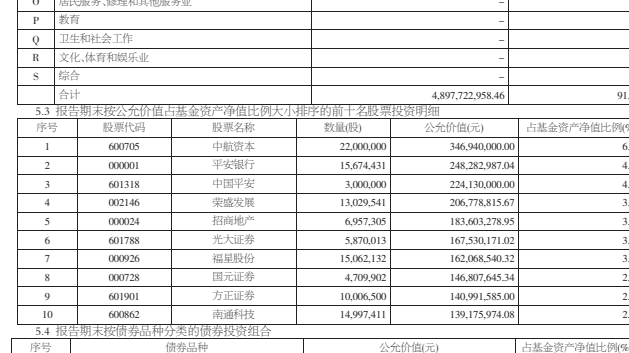 O 居民服务、修理和其他服务业 –
P 教育 –
Q 卫生和社会工作 –
R 文化、体育和娱乐业 –
S 综合 –
合计 4,897,722,958.46 91.
5.3 报告期末按公允价值占基金资产净值比例大小排序的前十名股票投资明细
序号 股票代码 股票名称 数量(股) 公允价值(元) 占基金资产净值比例(%
1 600705 中航资本 22,000,000 346,940,000.00 6.
2 000001 平安银行 15,674,431 248,282,987.04 4.
3 601318 中国平安 3,000,000 224,130,000.00 4.
4 002146 荣盛发展 13,029,541 206,778,815.67 3.
5 000024 招商地产 6,957,305 183,603,278.95 3.
6 601788 光大证券 5,870,013 167,530,171.02 3.
7 000926 福星股份 15,062,132 162,068,540.32 3.
8 000728 国元证券 4,709,902 146,807,645.34 2.
9 601901 方正证券 10,006,500 140,991,585.00 2.
10 600862 南通科技 14,997,411 139,175,974.08 2.
5.4 报告期末按债券品种分类的债券投资组合
序号 债券品种 公允价值(元) 占基金资产净值比例(%